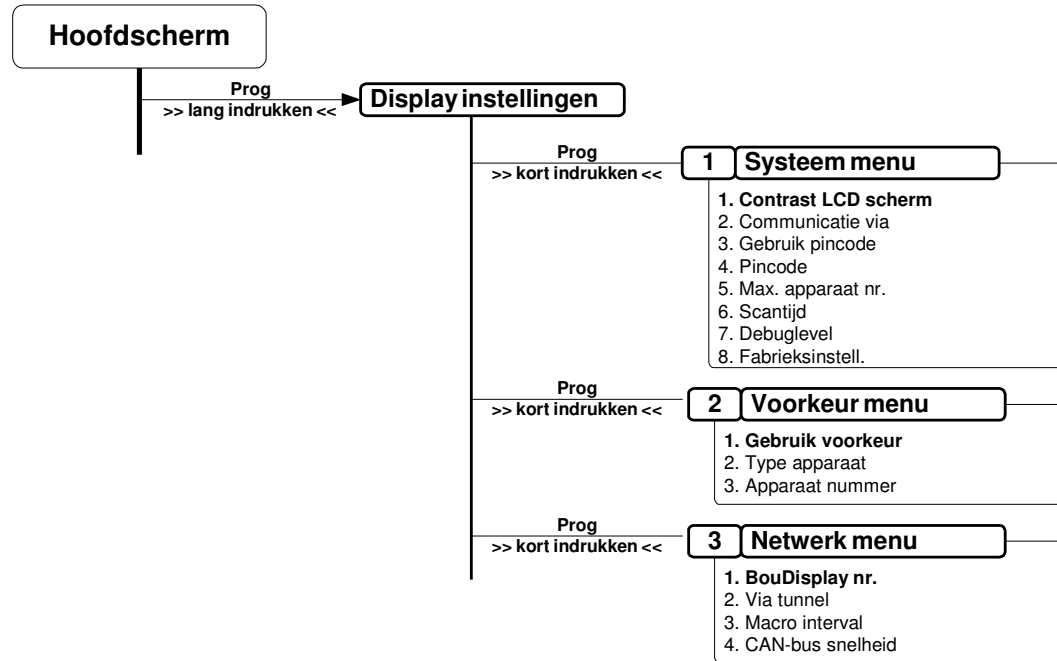 Hoofdscherm
Prog
>> lang indrukken <<
Display instellingen
Prog
>> kort indrukken <<
1 Systeem menu
1. Contrast LCD scherm
2. Communicatie via
3. Gebruik pincode
4. Pincode
5. Max. apparaat nr.
6. Scantijd
7. Debuglevel
8. Fabrieksinstell.
Prog
>> kort indrukken <<
2 Voorkeur menu
1. Gebruik voorkeur
2. Type apparaat
3. Apparaat nummer
Prog
>> kort indrukken <<
3 Netwerk menu
1. BouDisplay nr.
2. Via tunnel
3. Macro interval
4. CAN-bus snelheid